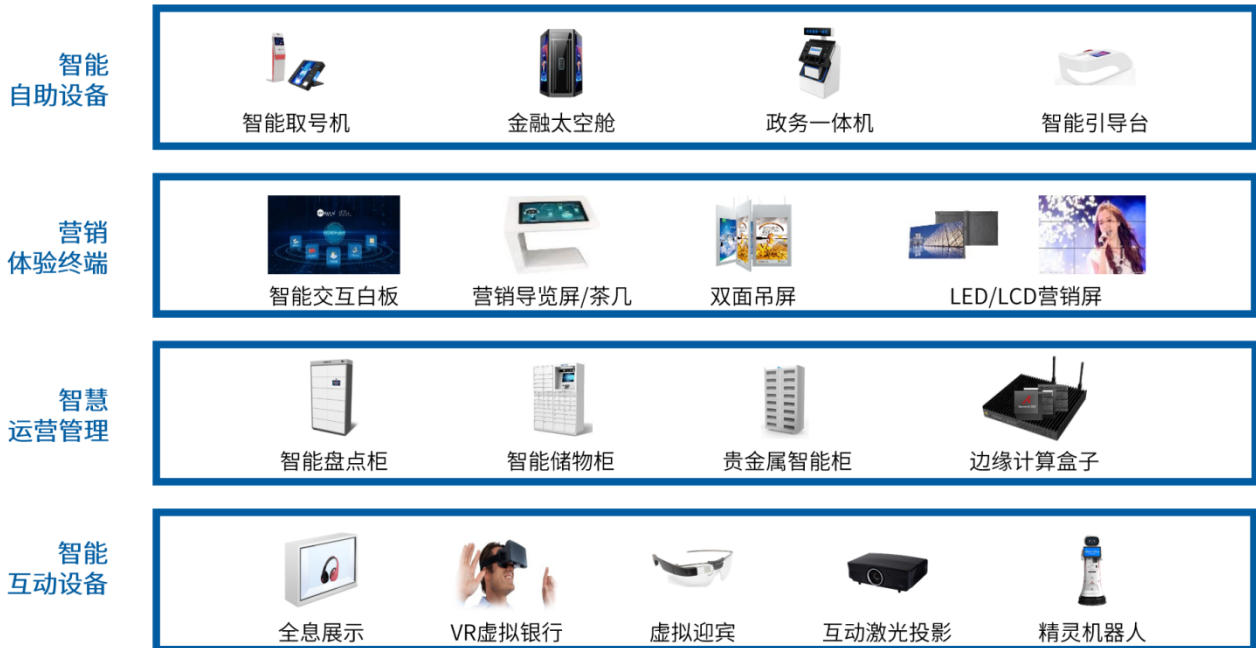 智能
自助设备
智能取号机 金融太空舱 政务一体机 智能引导台
营销
体验终端
智能交互白板 营销导览屏/茶几 双面吊屏 LED/LCD营销屏
智慧
运营管理
智能盘点柜 智能储物柜 贵金属智能柜 边缘计算盒子
智能
互动设备
全息展示 VR虚拟银行 虚拟迎宾 互动激光投影 精灵机器人